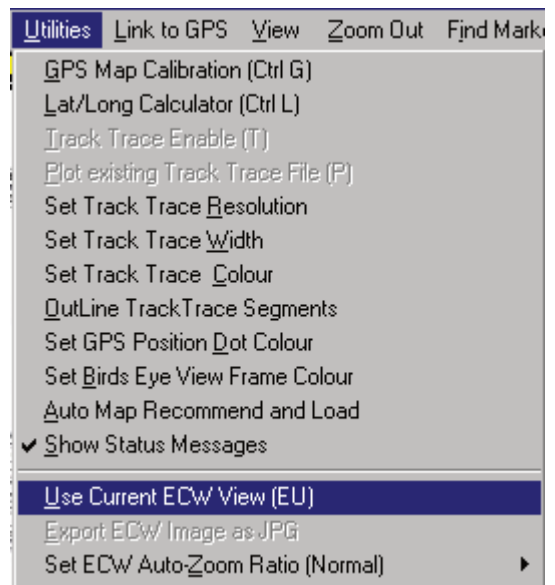 Utilities Link to GPS View Zoom Out Find Mark
GPS Map Calibration (Ctrl G)
Lat/Long Calculator (Ctrl L)
Track Trace Enable (T)
Plot existing Track Trace File (P)
Set Track Trace Resolution
Set Track Trace Width
Set Track Trace Colour
OutLine TrackTrace Segments
Set GPS Position Dot Colour
Set Birds Eye View Frame Colour
Auto Map Recommend and Load
Show Status Messages
Use Current ECW View (EU)
Export ECW Image as JPG
Set ECW Auto-Zoom Ratio (Normal)